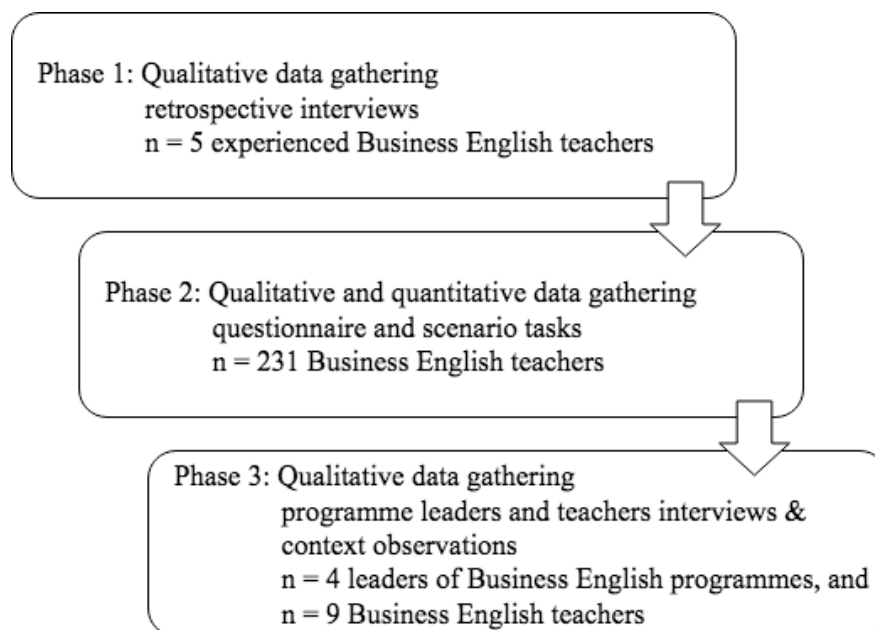 Phase 1: Qualitative data gathering
retrospective interviews
n = 5 experienced Business English teachers
Phase 2: Qualitative and quantitative data gathering
questionnaire and scenario tasks
n = 231 Business English teachers
Phase 3: Qualitative data gathering
programme leaders and teachers interviews &
context observations
n = 4 leaders of Business English programmes, and
n = 9 Business English teachers